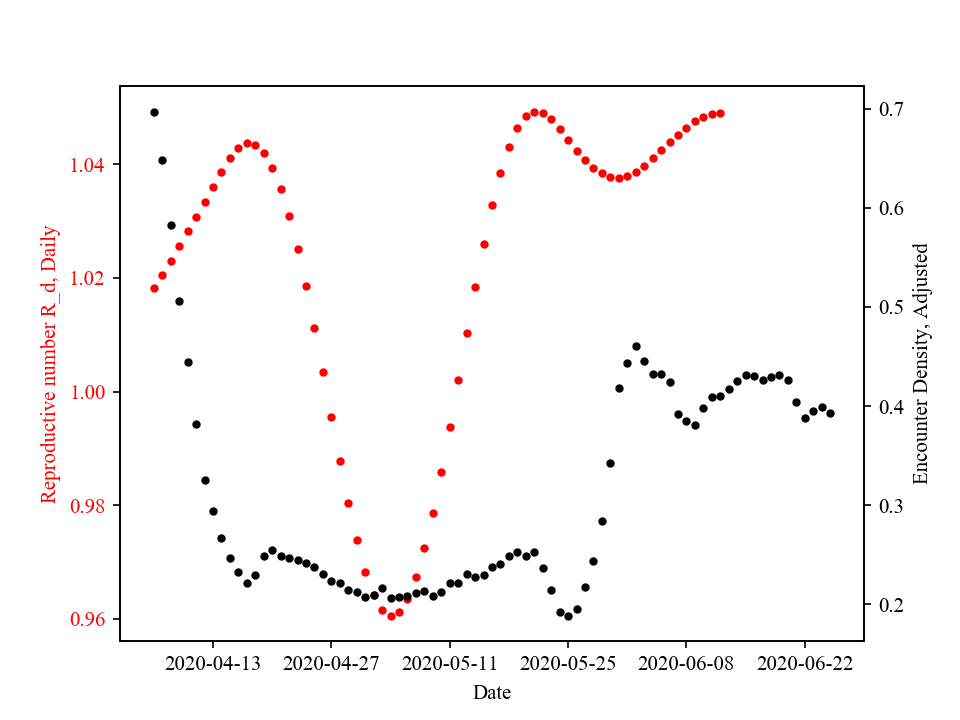 Reproductive number R_d, Daily
1.04
1.02
1.00
0.98
0.96
0.7
0.6
0.5
0.4
0.3
0.2
Encounter Density, Adjusted
2020-04-13 2020-04-27 2020-05-11 2020-05-25 2020-06-08 2020-06-22
Date